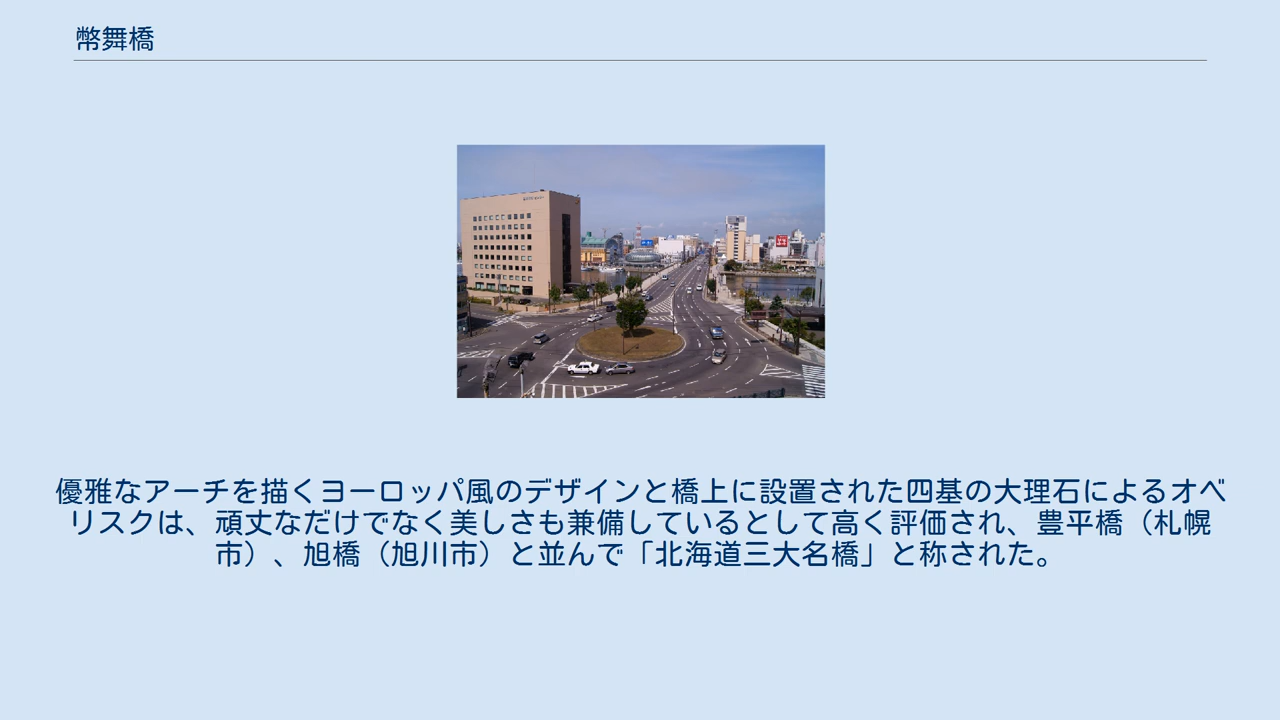 幣舞橋
優雅なアーチを描くヨーロッパ風のデザインと橋上に設置された四基の大理石によるオベ
リスクは、頑丈なだけでなく美しさも兼備しているとして高く評価され、豊平橋（札幌
市）、旭橋（旭川市）と並んで「北海道三大名橋」と称された。